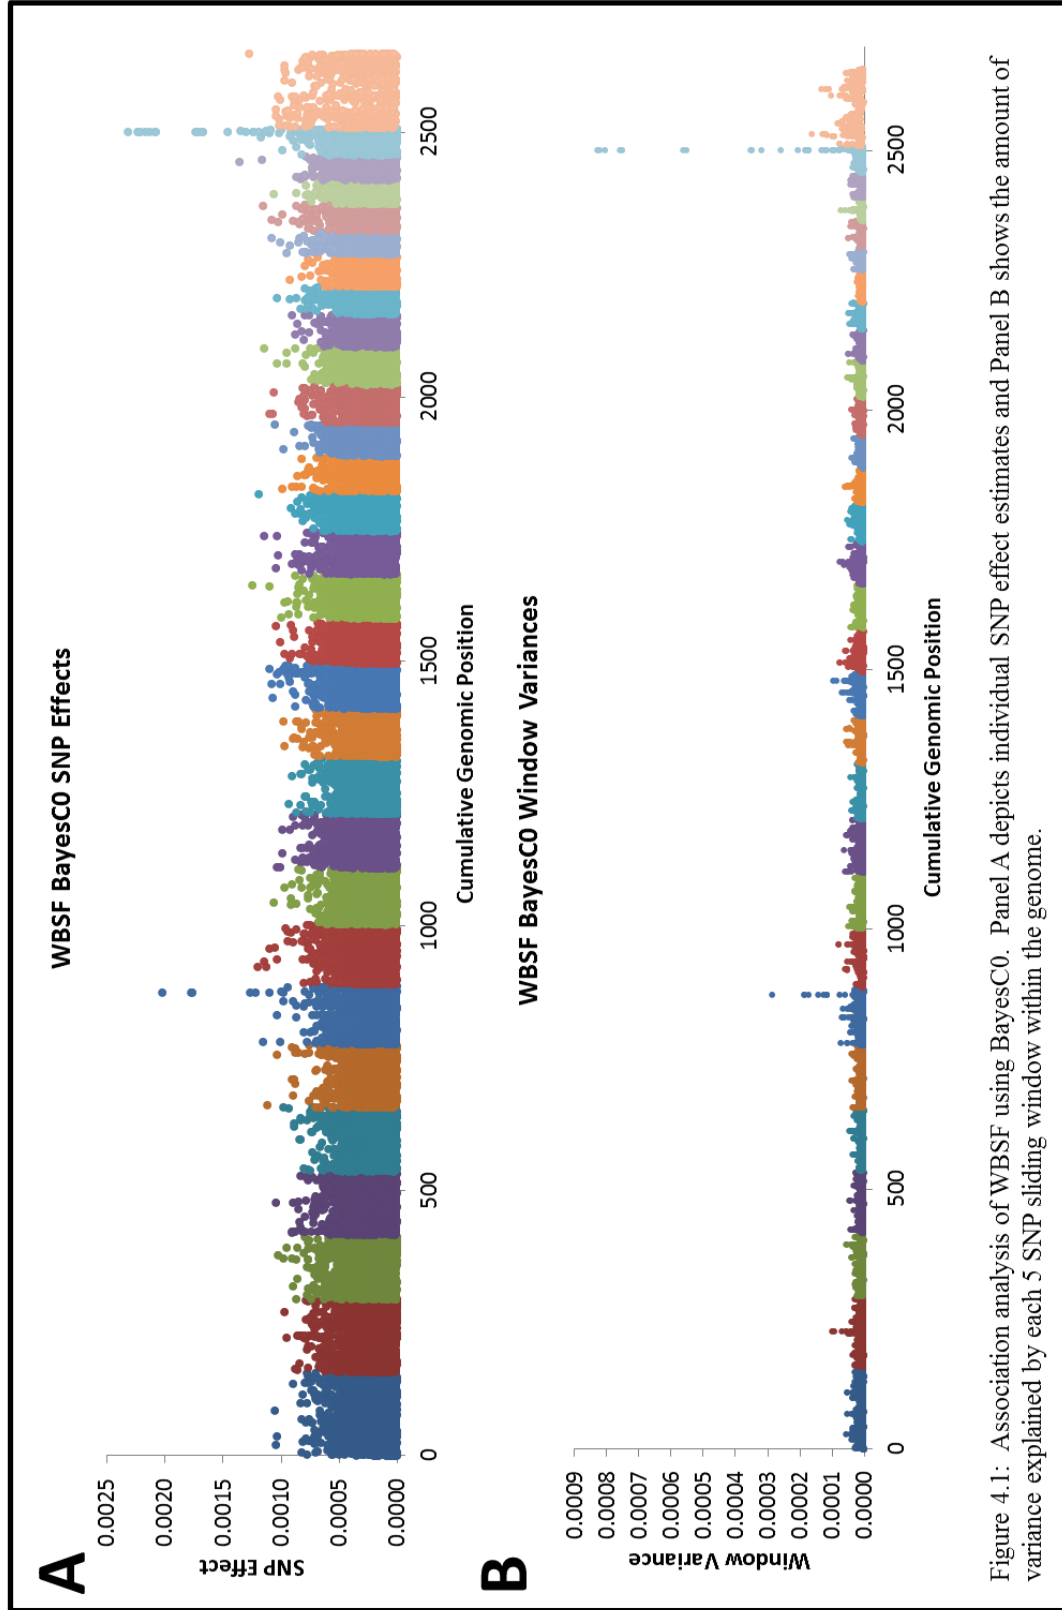 A
WBSF BayesC0 SNP Effects
SNP Effect
0.0025
0.0020
0.0015
0.0010
0.0005
0.0000
0 500 1000 1500 2000 2500
Cumulative Genomic Position
B
WBSF BayesC0 Window Variances
Window Variance
0.0009
0.0008
0.0007
0.0006
0.0005
0.0004
0.0003
0.0002
0.0001
0.0000
0 500 1000 1500 2000 2500
Cumulative Genomic Position
Figure 4.1: Association analysis of WBSF using BayesC0. Panel A depicts individual SNP effect estimates and Panel B shows the amount of
variance explained by each 5 SNP sliding window within the genome.